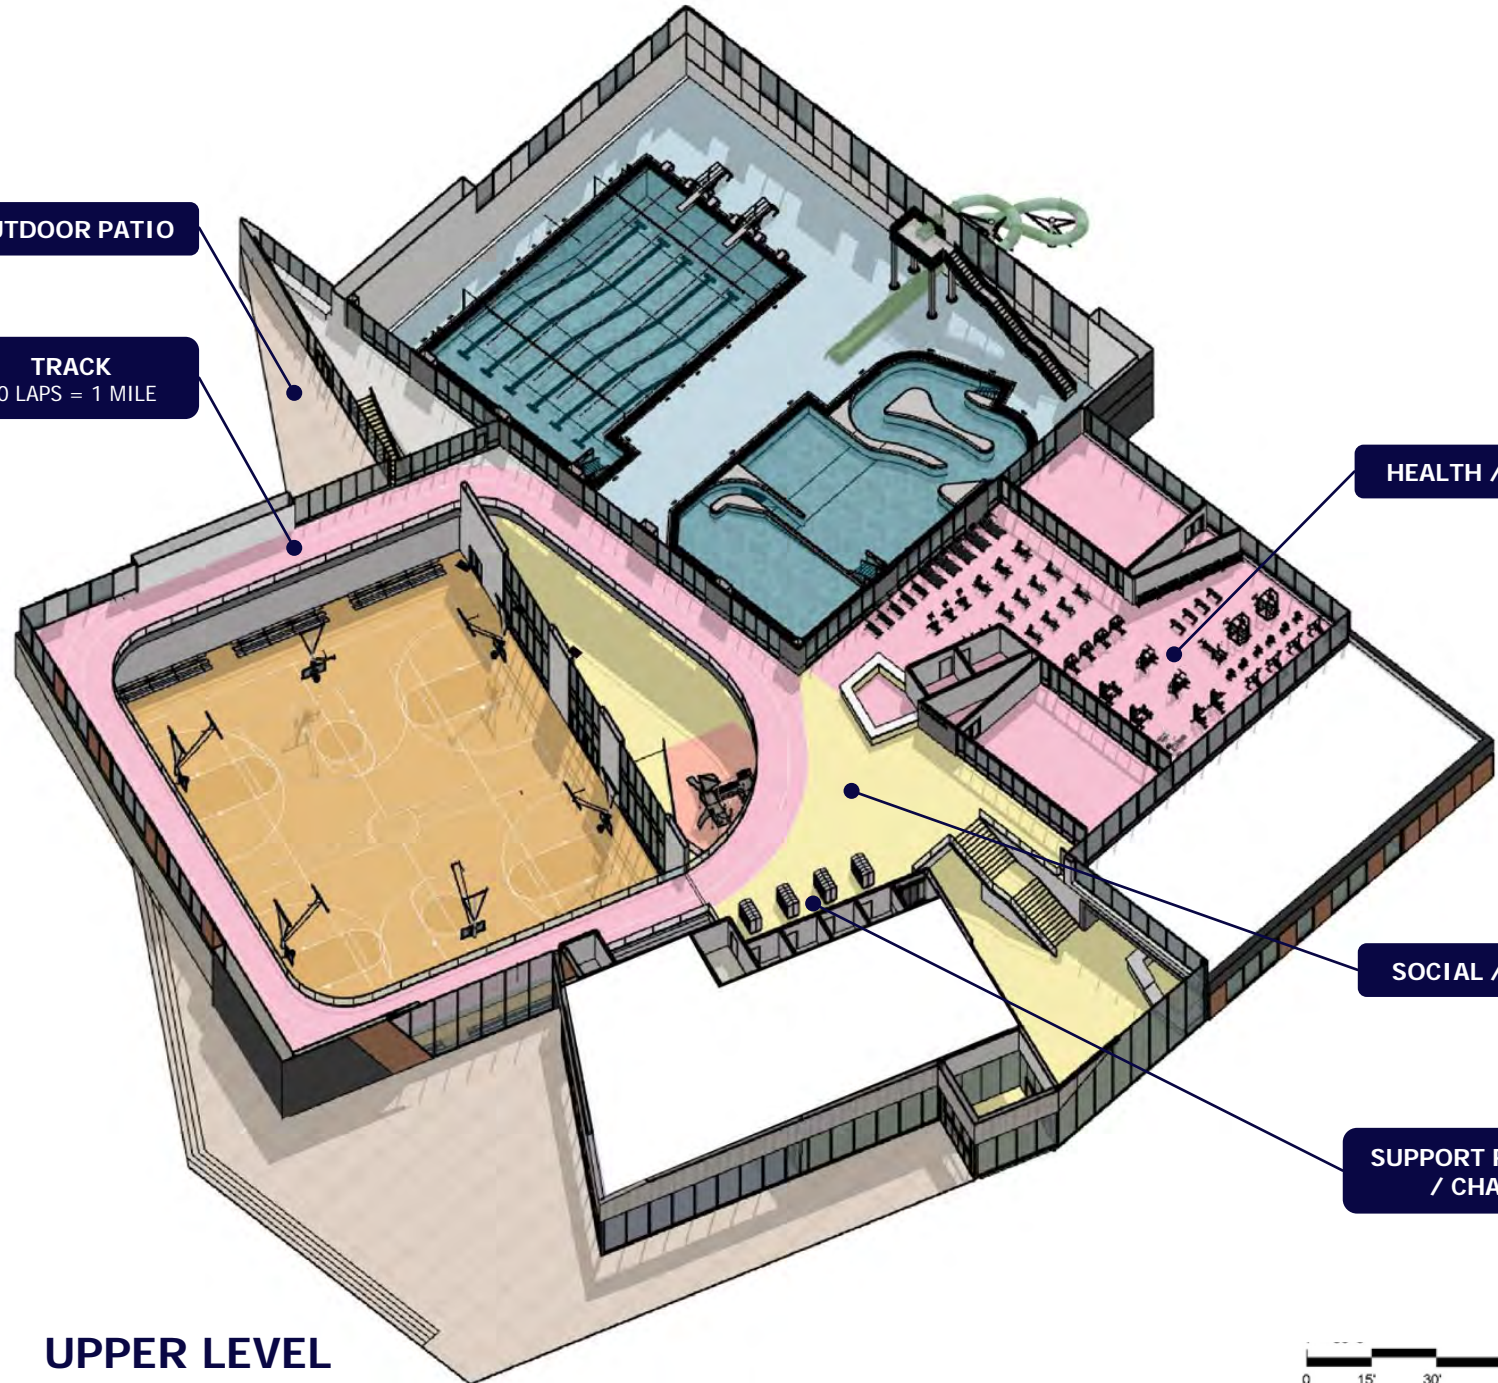 UTDOOR PATIO
TRACK
0 LAPS = 1 MILE
HEALTH /
SOCIAL /
SUPPORT
/ CHA
UPPER LEVEL
0 15' 30'